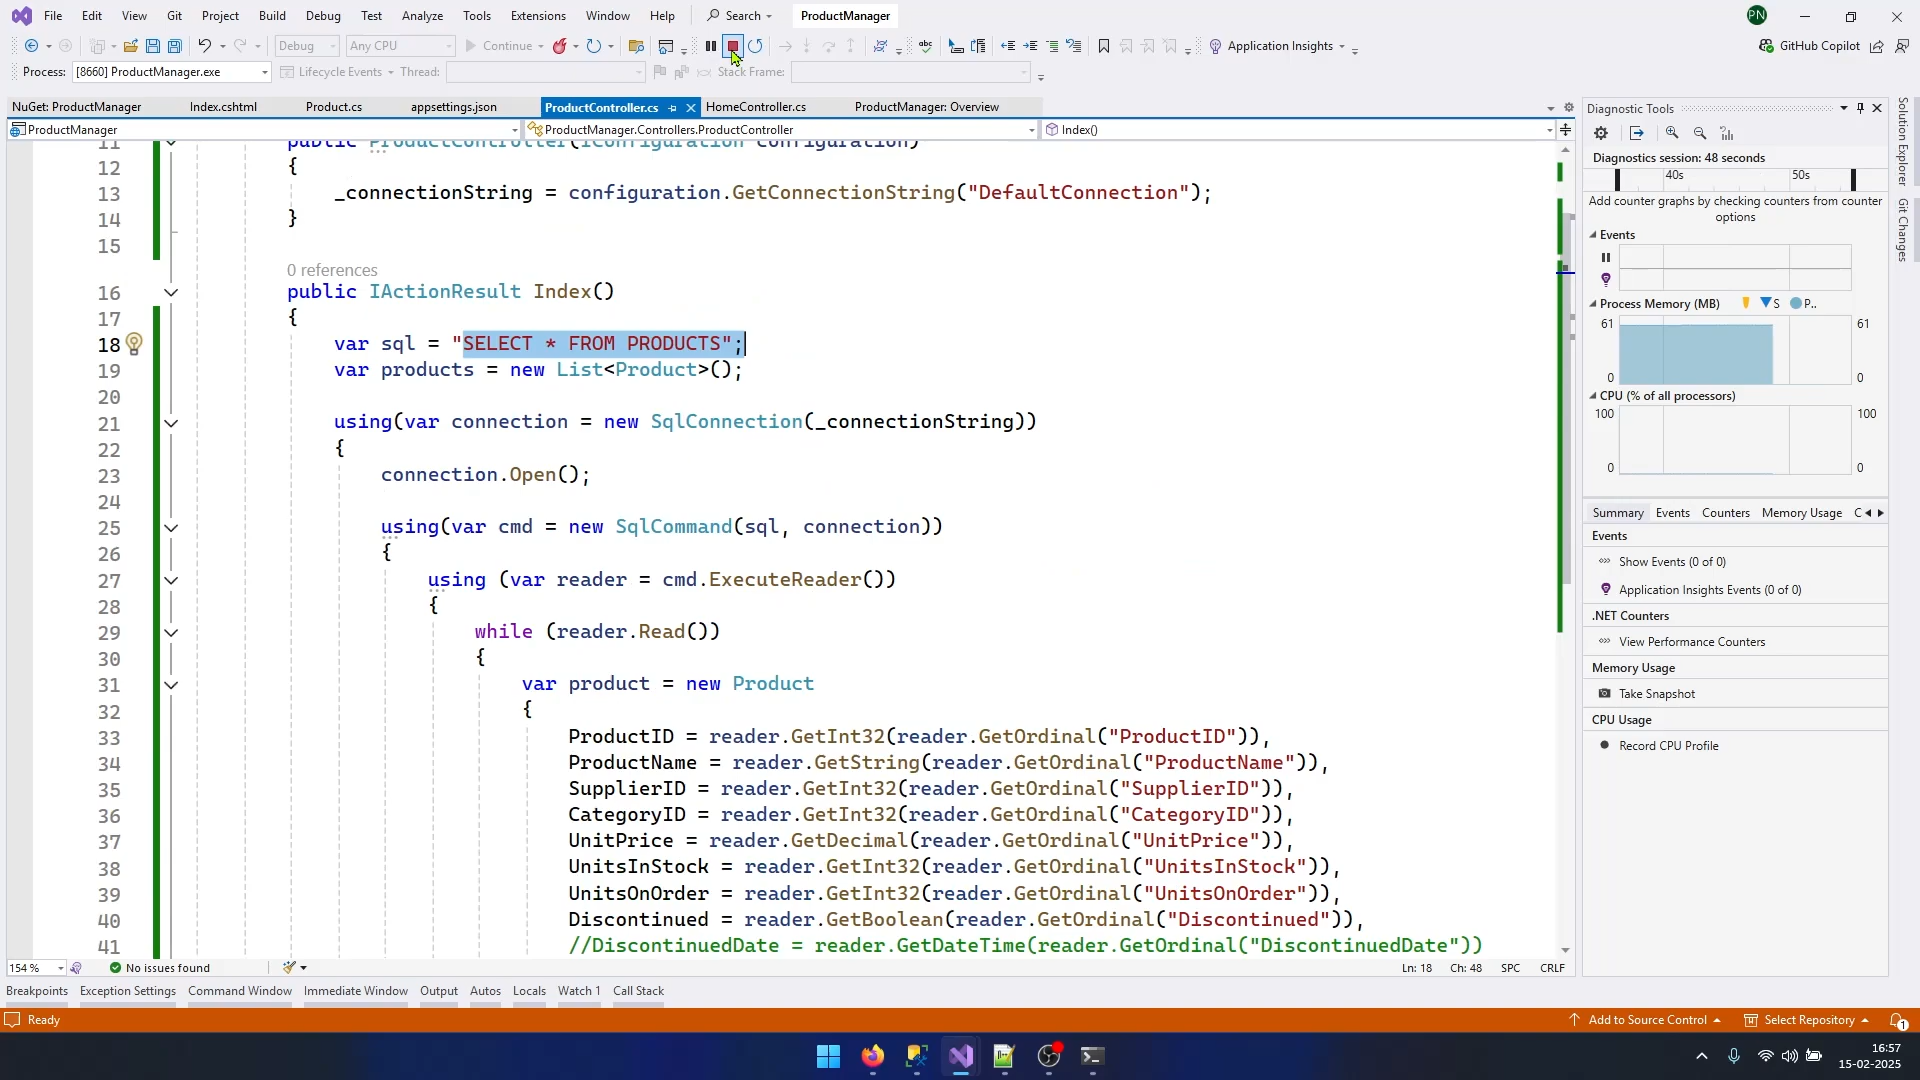 File Edit View Git Project Build Debug Test Analyze Tools Extensions Window Help Search ProductManager PN
Debug Any CPU Continue Application Insights GitHub Copilot
Process: [8660] ProductManager.exe Lifecycle Events Thread: Stack Frame:
NuGet: ProductManager Index.cshtml Product.cs appsettings.json ProductController.cs HomeController.cs ProductManager: Overview
ProductManager ProductManager.Controllers.ProductController Index()
11 public ProductController(IConfiguration configuration)
12 {
13 _connectionString = configuration.GetConnectionString("DefaultConnection");
14 }
15
0 references
16 public IActionResult Index()
17 {
18 var sql = "SELECT * FROM PRODUCTS";
19 var products = new List<Product>();
20
21 using(var connection = new SqlConnection(_connectionString))
22 {
23 connection.Open();
24
25 using(var cmd = new SqlCommand(sql, connection))
26 {
27 using (var reader = cmd.ExecuteReader())
28 {
29 while (reader.Read())
30 {
31 var product = new Product
32 {
33 ProductID = reader.GetInt32(reader.GetOrdinal("ProductID")),
34 ProductName = reader.GetString(reader.GetOrdinal("ProductName")),
35 SupplierID = reader.GetInt32(reader.GetOrdinal("SupplierID")),
36 CategoryID = reader.GetInt32(reader.GetOrdinal("CategoryID")),
37 UnitPrice = reader.GetDecimal(reader.GetOrdinal("UnitPrice")),
38 UnitsInStock = reader.GetInt32(reader.GetOrdinal("UnitsInStock")),
39 UnitsOnOrder = reader.GetInt32(reader.GetOrdinal("UnitsOnOrder")),
40 Discontinued = reader.GetBoolean(reader.GetOrdinal("Discontinued")),
41 //DiscontinuedDate = reader.GetDateTime(reader.GetOrdinal("DiscontinuedDate"))
154 % No issues found Ln: 18 Ch: 48 SPC CRLF
Diagnostic Tools
Diagnostics session: 48 seconds
40s 50s
Add counter graphs by checking counters from counter
options
Events
Process Memory (MB) S P..
61 61
0 0
CPU (% of all processors)
100 100
0 0
Summary Events Counters Memory Usage C
Events
Show Events (0 of 0)
Application Insights Events (0 of 0)
.NET Counters
View Performance Counters
Memory Usage
Take Snapshot
CPU Usage
Record CPU Profile
Solution Explorer
Git Changes
Breakpoints Exception Settings Command Window Immediate Window Output Autos Locals Watch 1 Call Stack
Ready Add to Source Control Select Repository 1
16:57
15-02-2025